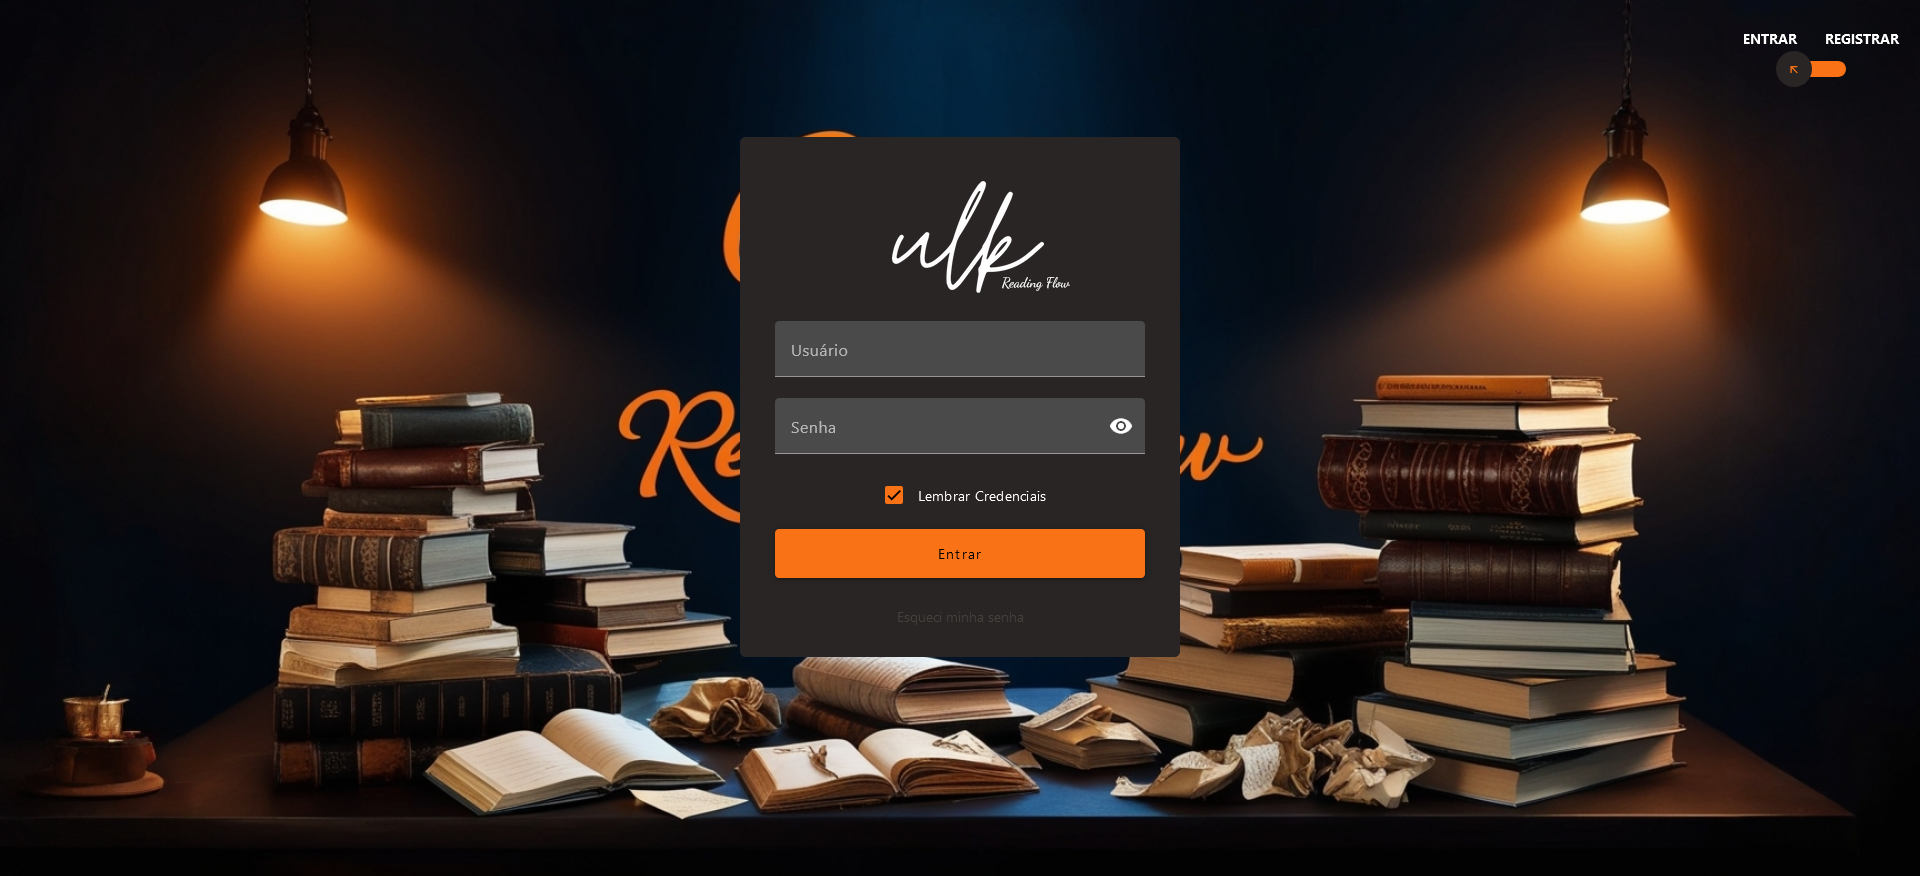 ENTRAR REGISTRAR
ulk
Reading Flow
Usuário
Senha
Lembrar Credenciais
Entrar
Esqueci minha senha